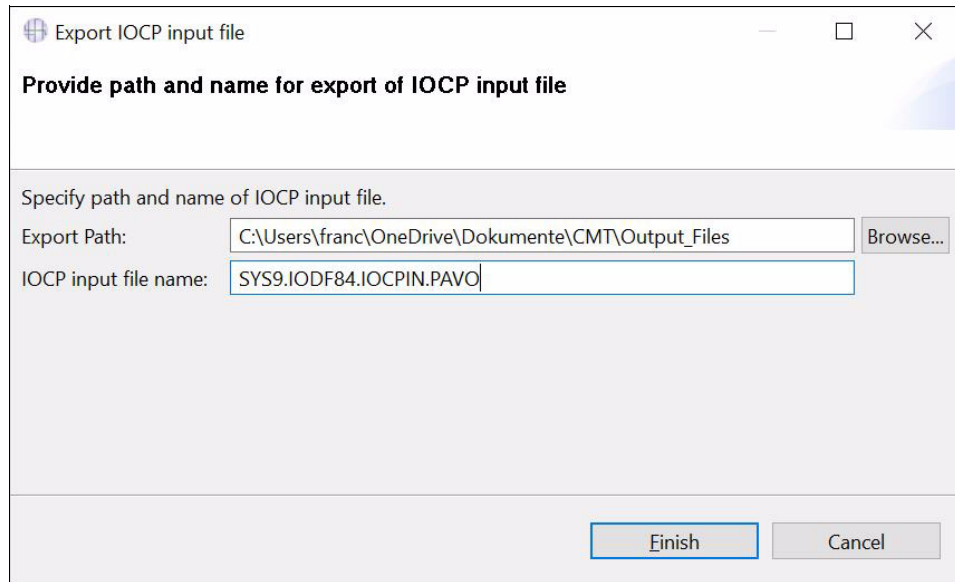 Export IOCP input file
Provide path and name for export of IOCP input file
Specify path and name of IOCP input file.
Export Path: C:\Users\franc\OneDrive\Dokumente\CMT\Output_Files Browse...
IOCP input file name: SYS9.IODF84.IOCPIN.PAVO
Finish Cancel